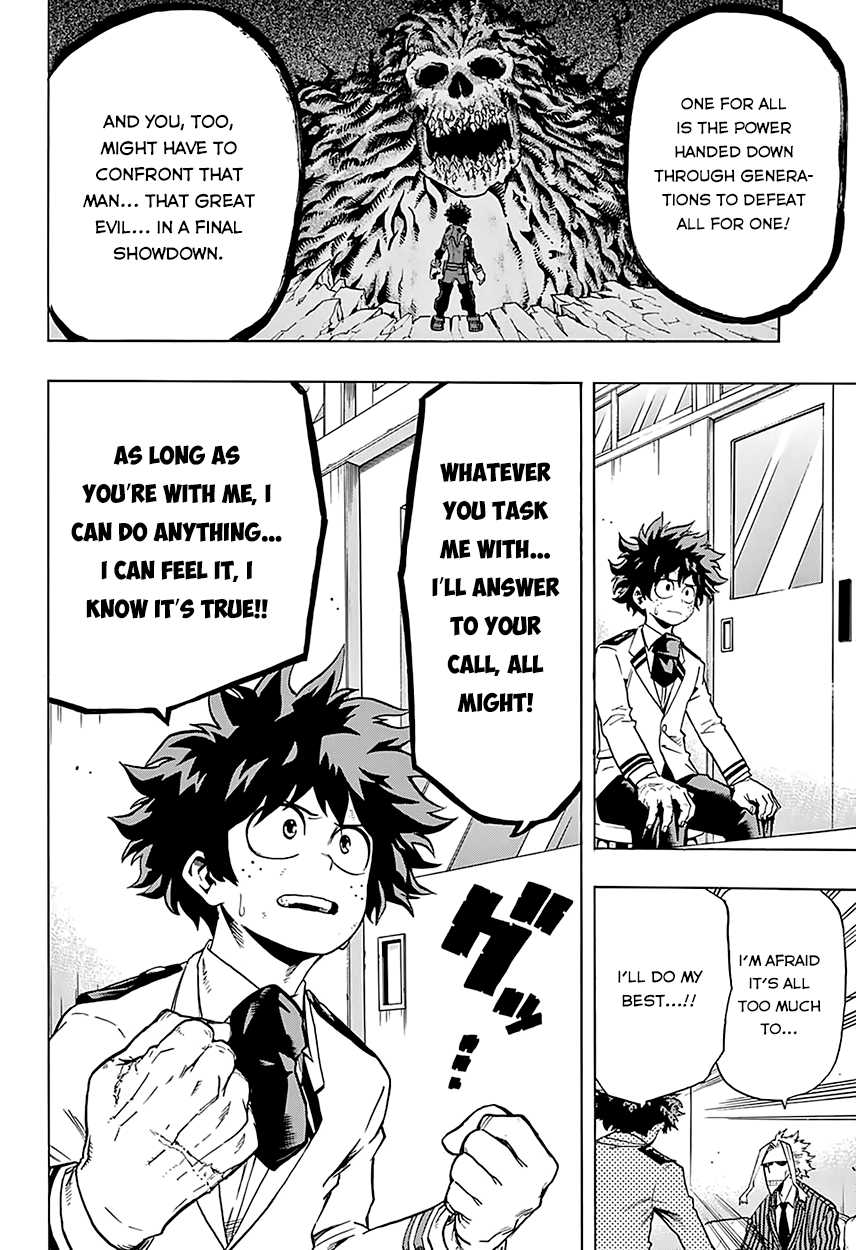 ONE FOR ALL
IS THE POWER
HANDED DOWN
THROUGH GENERA-
TIONS TO DEFEAT
ALL FOR ONE!
AND YOU, TOO,
MIGHT HAVE TO
CONFRONT THAT
MAN... THAT GREAT
EVIL... IN A FINAL
SHOWDOWN.
I'M AFRAID
IT'S ALL
TOO MUCH
TO...
I'LL DO MY
BEST...!!
WHATEVER
YOU TASK
ME WITH...
I'LL ANSWER
TO YOUR
CALL, ALL
MIGHT!
AS LONG AS
YOU'RE WITH ME, I
CAN DO ANYTHING...
I CAN FEEL IT, I
KNOW IT'S TRUE!!
グッ